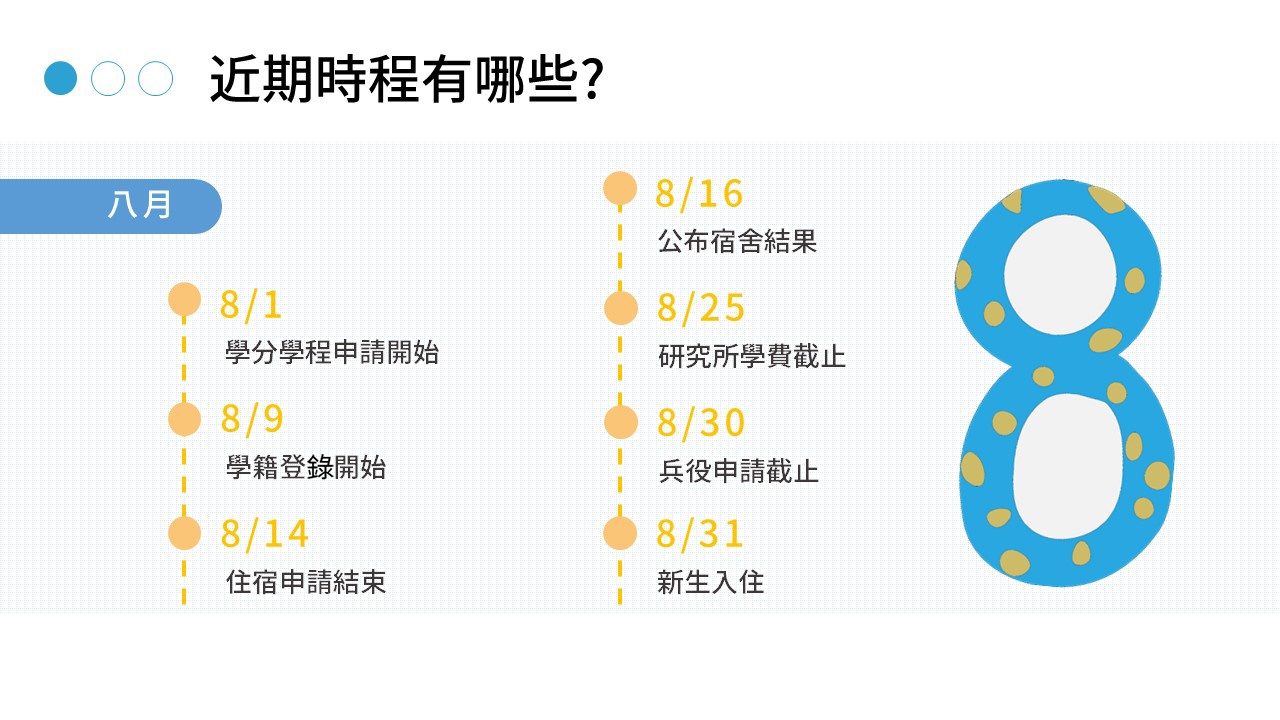 近期時程有哪些?
八月
8/1
學分學程申請開始
8/9
學籍登錄開始
8/14
住宿申請結束
8/16
公布宿舍結果
8/25
研究所學費截止
8/30
兵役申請截止
8/31
新生入住
8